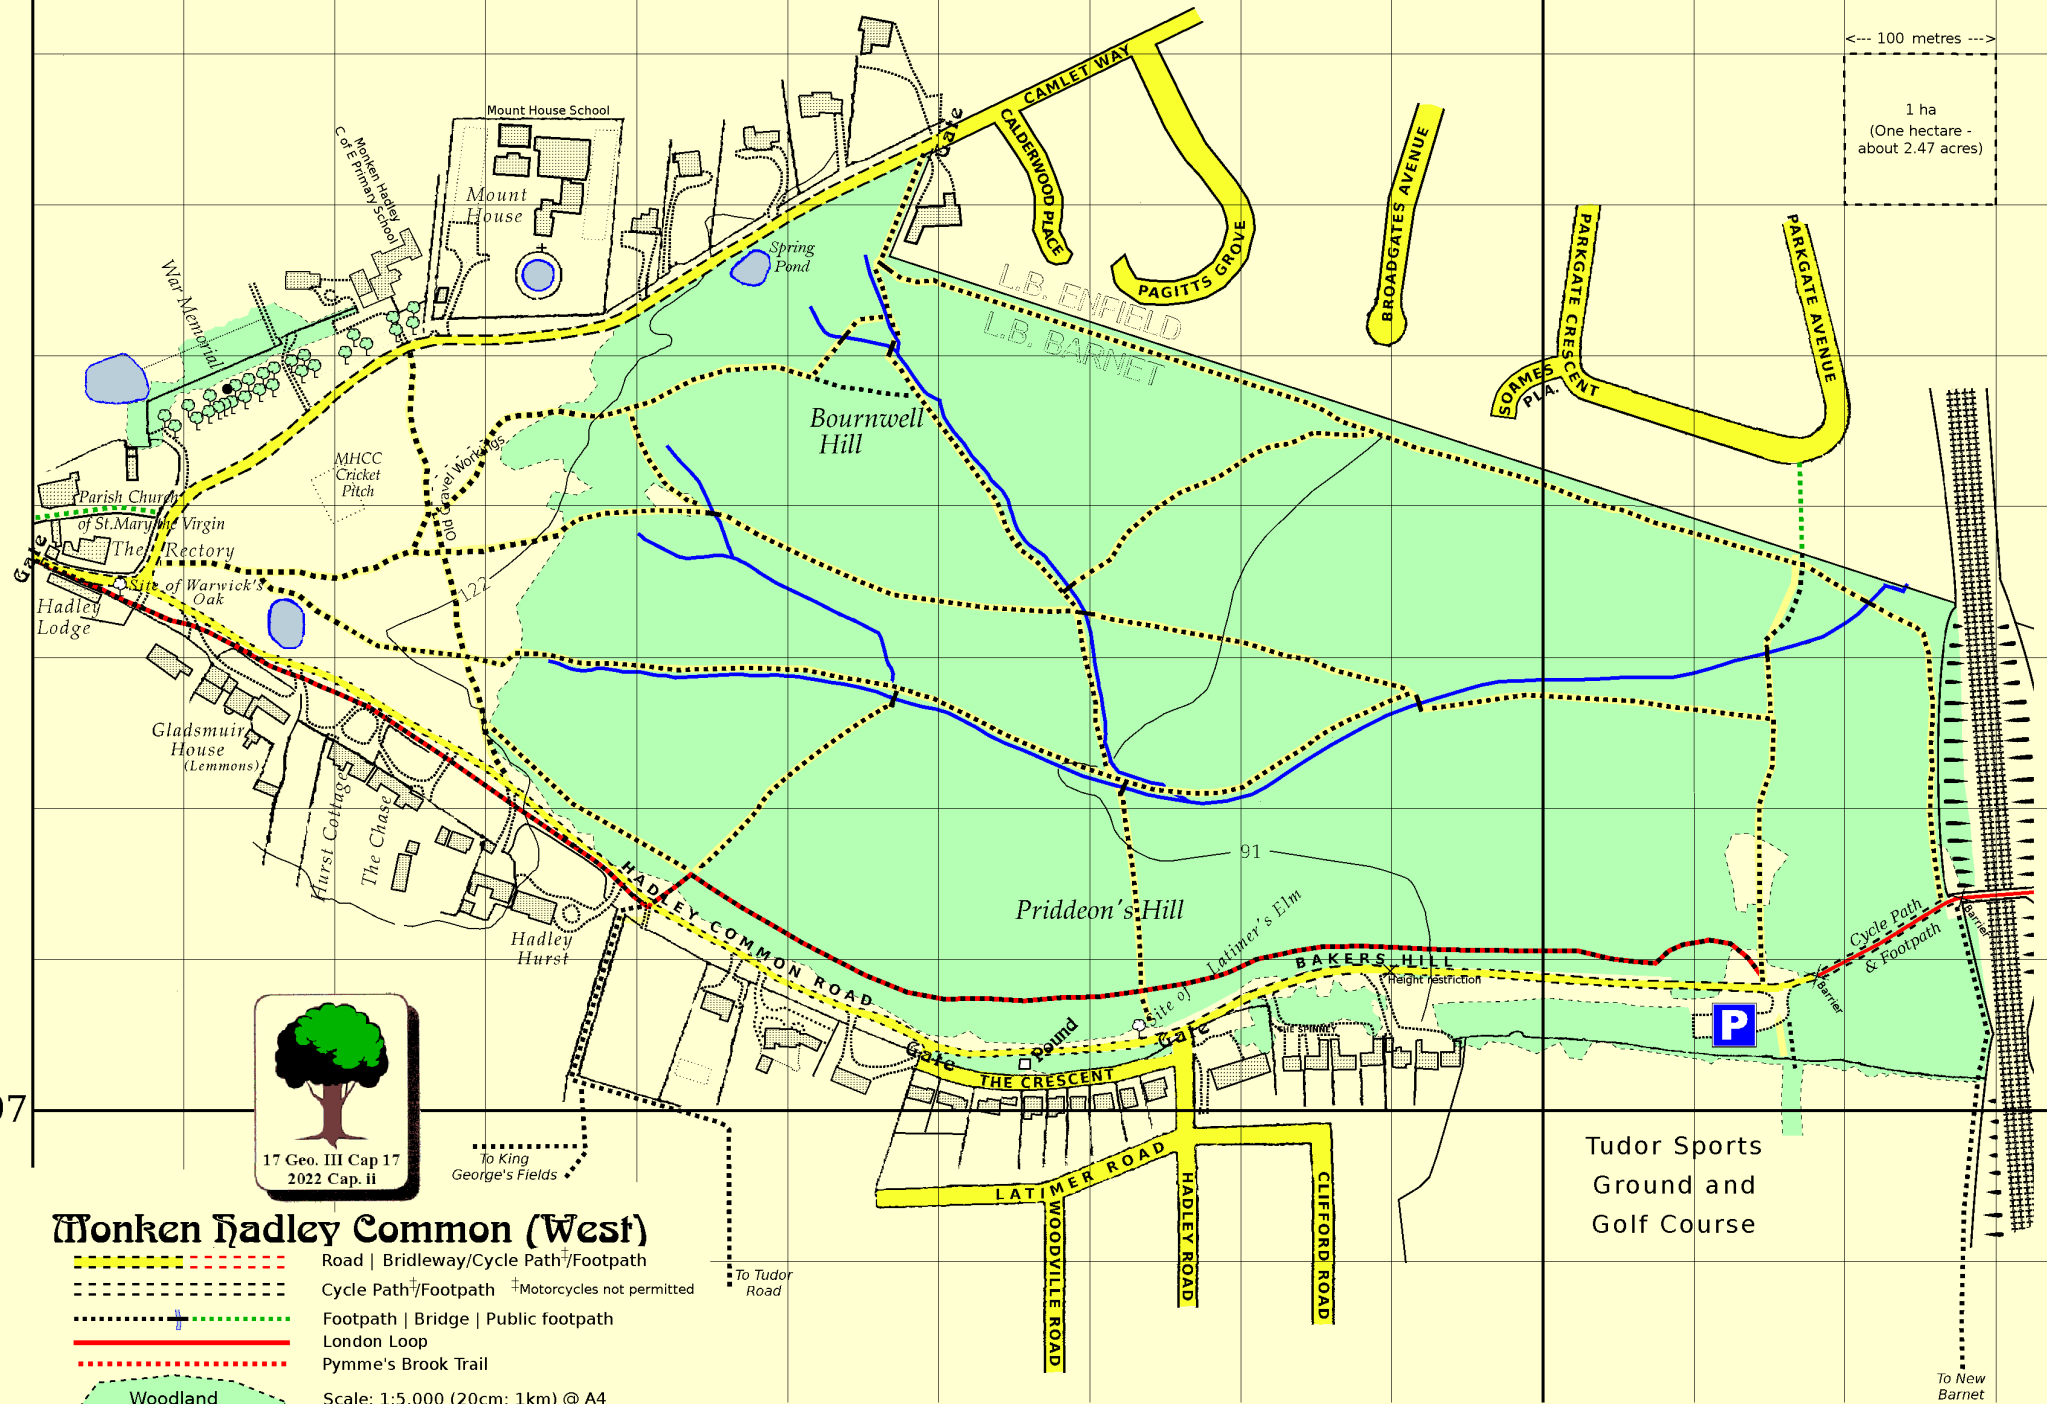 <--- 100 metres --->
1 ha
(One hectare -
about 2.47 acres)
CAMLET WAY
Gate
CALDERWOOD PLACE
PAGITTS GROVE
BROADGATES AVENUE
PARKGATE CRESCENT
PARKGATE AVENUE
SOAMES
PLA.
Mount House School
Monken Hadley
C of E Primary School
Mount
House
War Memorial
Spring
Pond
L.B. ENFIELD
L.B. BARNET
Bournwell
Hill
MHCC
Cricket
Pitch
Old Gravel Workings
Parish Church
of St.Mary the Virgin
The Rectory
Gate
Site of Warwick's
Oak
Hadley
Lodge
122
Gladsmuir
House
(Lemmons)
Hurst Cottage
The Chase
Hadley
Hurst
HADLEY COMMON ROAD
91
Priddeon's Hill
Site of Latimer's Elm
BAKERS HILL
Height restriction
Cycle Path
& Footpath
Barrier
Barrier
P
Gate
Pound
Gate
THE SPINNEY
THE CRESCENT
07
LATIMER ROAD
WOODVILLE ROAD
HADLEY ROAD
CLIFFORD ROAD
Tudor Sports
Ground and
Golf Course
To King
George's Fields
To Tudor
Road
To New
Barnet
17 Geo. III Cap 17
2022 Cap. ii
Monken Hadley Common (West)
Road | Bridleway/Cycle Path‡/Footpath
Cycle Path‡/Footpath ‡Motorcycles not permitted
Footpath | Bridge | Public footpath
London Loop
Pymme's Brook Trail
Woodland
Scale: 1:5,000 (20cm: 1km) @ A4